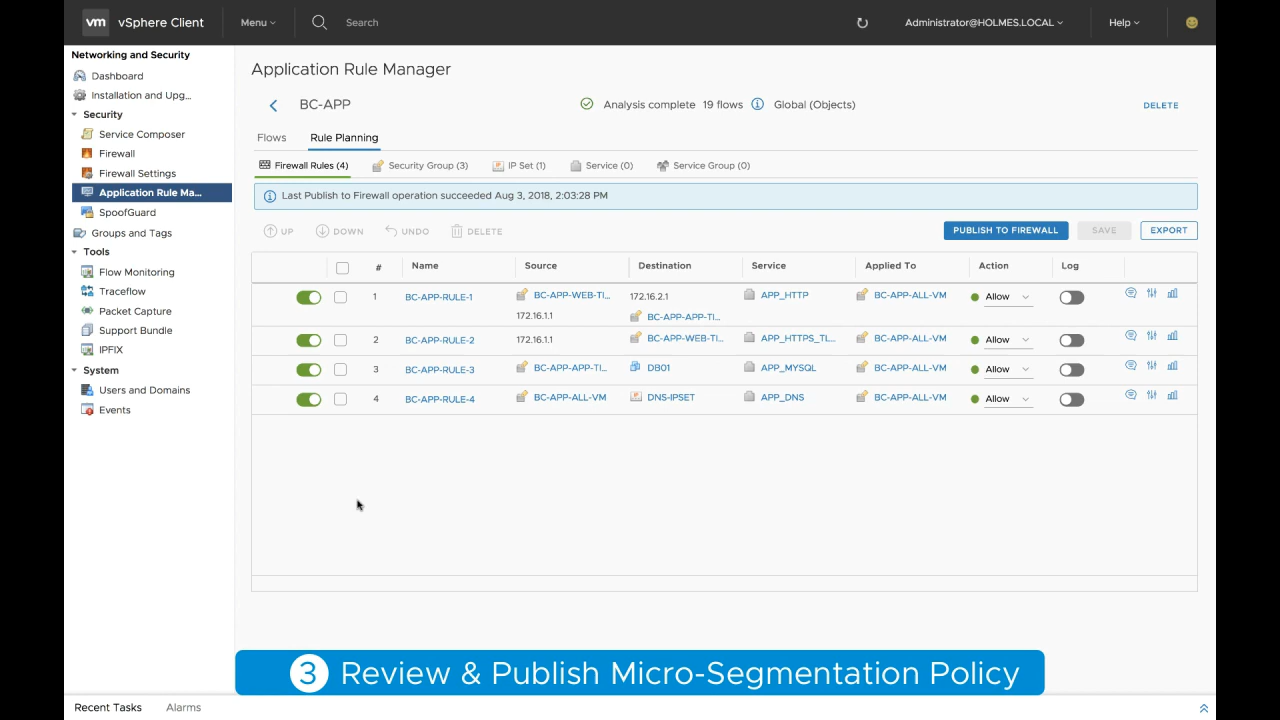 vm vSphere Client Menu Search Administrator@HOLMES.LOCAL Help
Networking and Security
Dashboard
Installation and Upg...
Security
Service Composer
Firewall
Firewall Settings
Application Rule Ma...
SpoofGuard
Groups and Tags
Tools
Flow Monitoring
Traceflow
Packet Capture
Support Bundle
IPFIX
System
Users and Domains
Events
Application Rule Manager
BC-APP Analysis complete 19 flows Global (Objects) DELETE
Flows Rule Planning
Firewall Rules (4) Security Group (3) IP Set (1) Service (0) Service Group (0)
Last Publish to Firewall operation succeeded Aug 3, 2018, 2:03:28 PM
UP DOWN UNDO DELETE PUBLISH TO FIREWALL SAVE EXPORT
# Name Source Destination Service Applied To Action Log
1 BC-APP-RULE-1 BC-APP-WEB-TI... 172.16.2.1 APP_HTTP BC-APP-ALL-VM Allow
172.16.1.1 BC-APP-APP-TI...
2 BC-APP-RULE-2 172.16.1.1 BC-APP-WEB-TI... APP_HTTPS_TL... BC-APP-ALL-VM Allow
3 BC-APP-RULE-3 BC-APP-APP-TI... DB01 APP_MYSQL BC-APP-ALL-VM Allow
4 BC-APP-RULE-4 BC-APP-ALL-VM DNS-IPSET APP_DNS BC-APP-ALL-VM Allow
3 Review & Publish Micro-Segmentation Policy
Recent Tasks Alarms